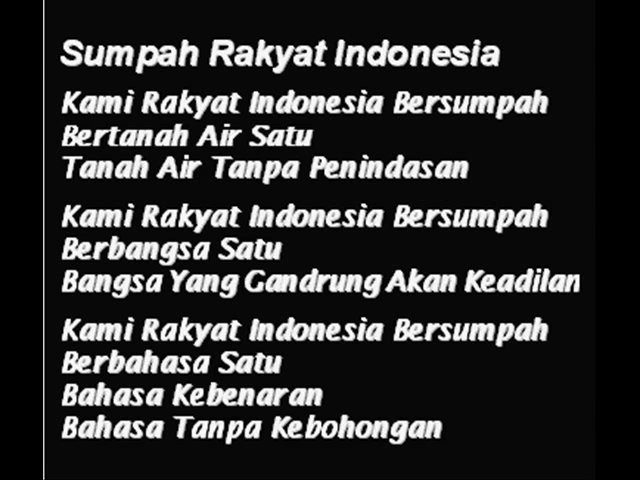 Sumpah Rakyat Indonesia
Kami Rakyat Indonesia Bersumpah
Bertanah Air Satu
Tanah Air Tanpa Penindasan
Kami Rakyat Indonesia Bersumpah
Berbangsa Satu
Bangsa Yang Gandrung Akan Keadilan
Kami Rakyat Indonesia Bersumpah
Berbahasa Satu
Bahasa Kebenaran
Bahasa Tanpa Kebohongan